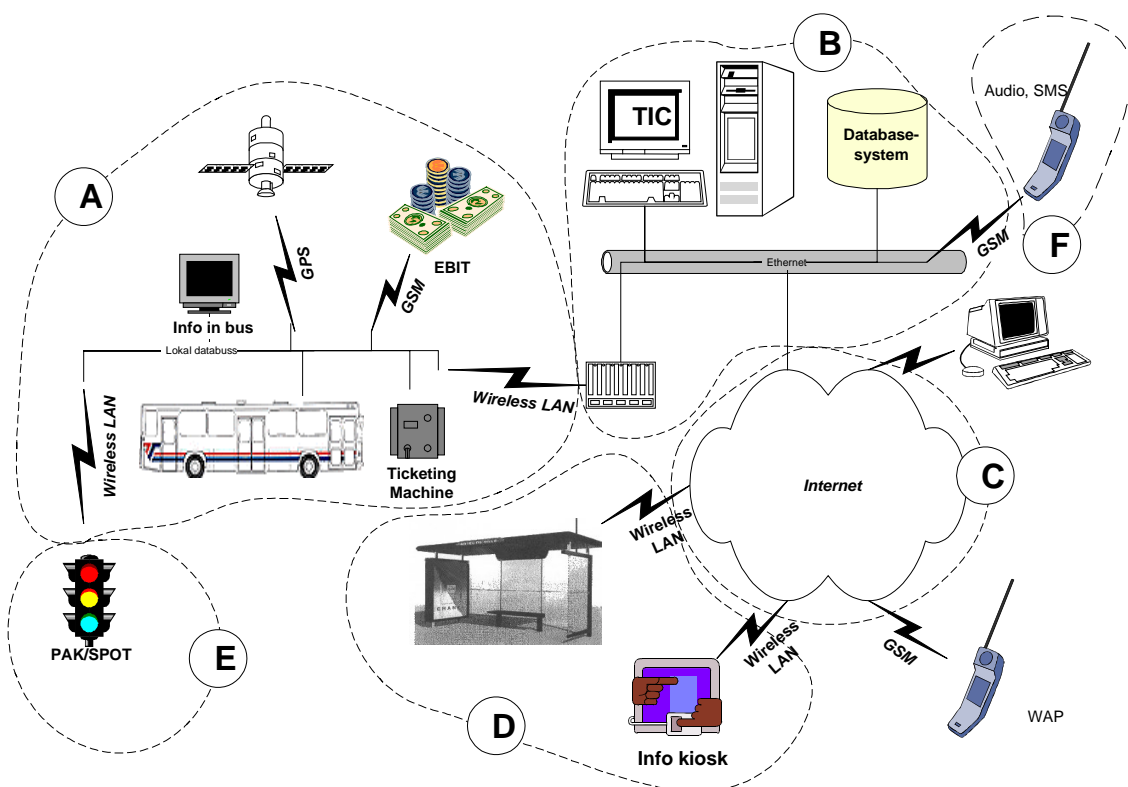 B
Audio, SMS
TIC
Database-
system
A
F
GSM
Ethernet
GPS
EBIT
GSM
Info in bus
Lokal databuss
Wireless LAN
Wireless LAN
Ticketing
Machine
C
Internet
Wireless
LAN
PAK/SPOT
E
Wireless
LAN
GSM
D
WAP
Info kiosk